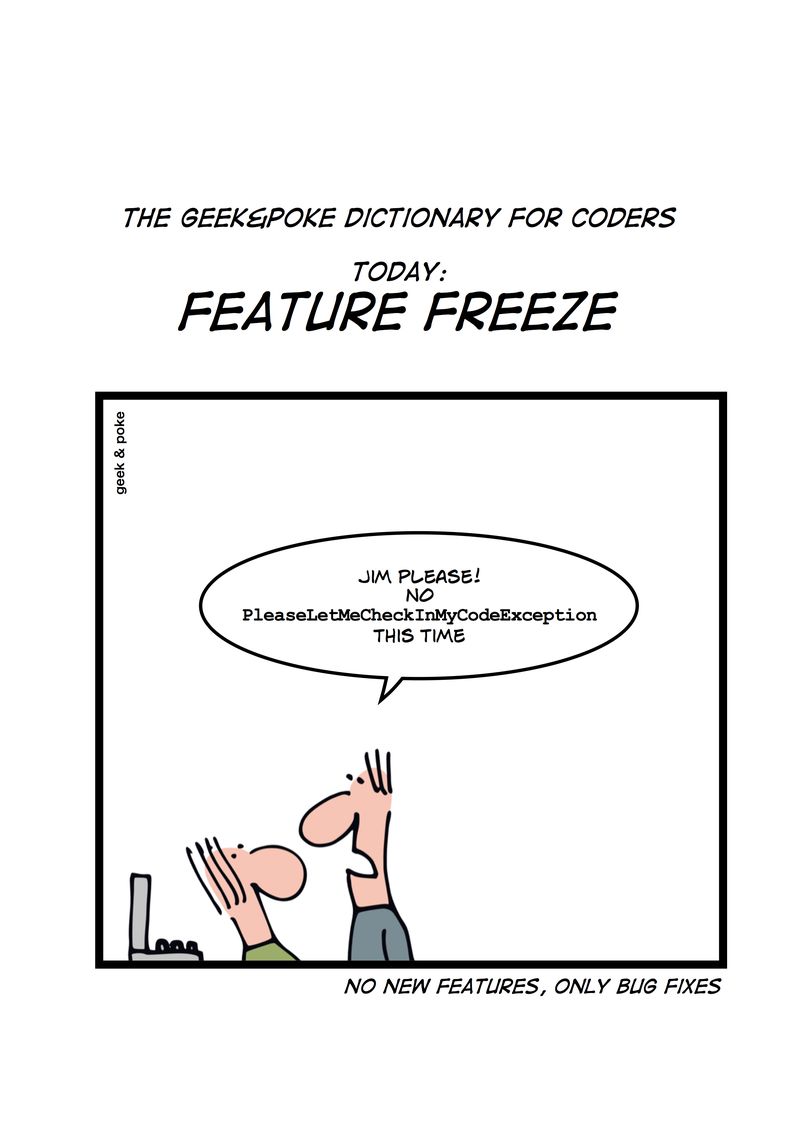 THE GEEK&POKE DICTIONARY FOR CODERS
TODAY:
FEATURE FREEZE
geek & poke
JIM PLEASE!
NO
PleaseLetMeCheckInMyCodeException
THIS TIME
NO NEW FEATURES, ONLY BUG FIXES